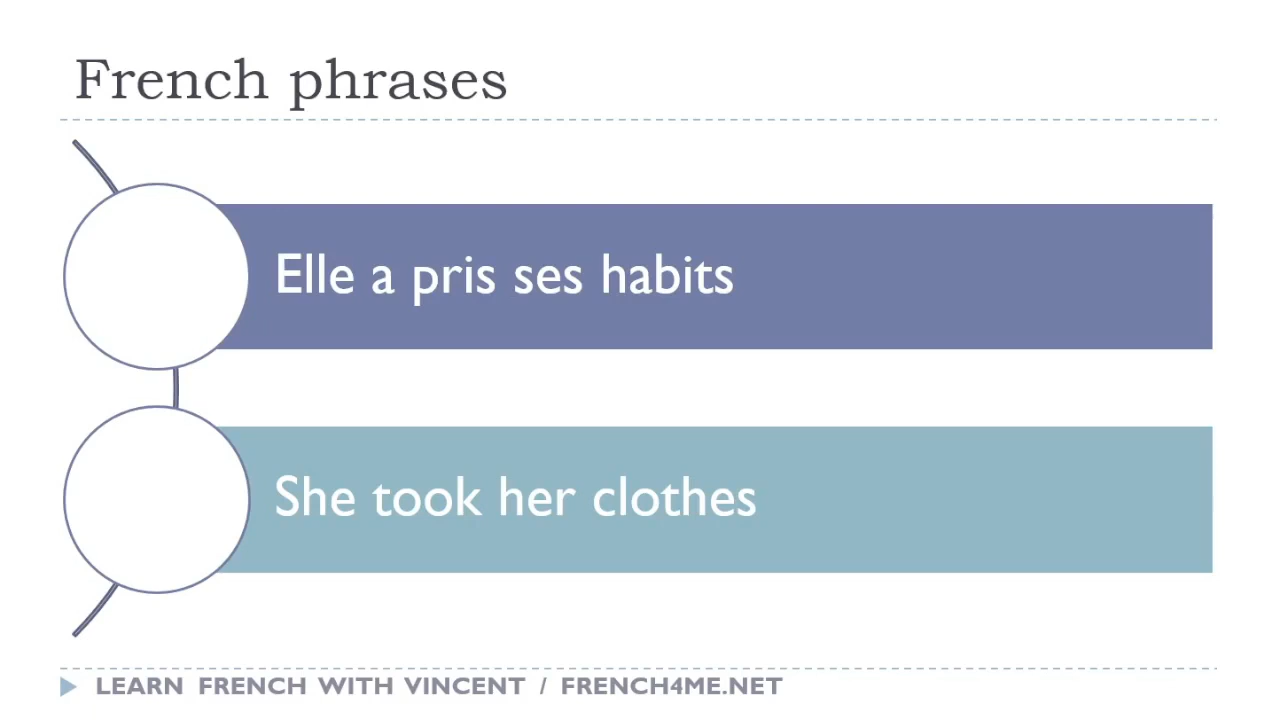 French phrases
Elle a pris ses habits
She took her clothes
LEARN FRENCH WITH VINCENT / FRENCH4ME.NET